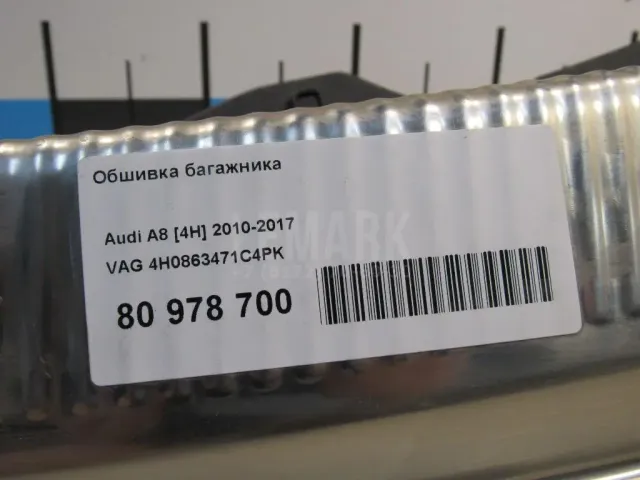 Обшивка багажника
Audi A8 [4H] 2010-2017
VAG 4H0863471C4PK
80 978 700